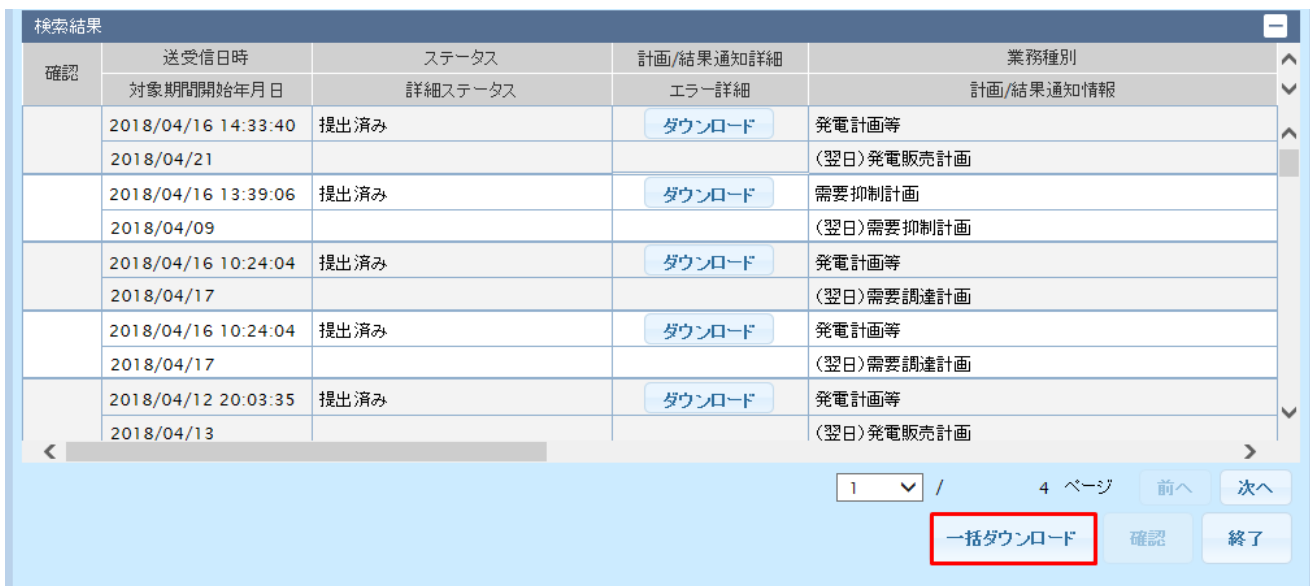 検索結果
確認 送受信日時 ステータス 計画/結果通知詳細 業務種別
対象期間開始年月日 詳細ステータス エラー詳細 計画/結果通知情報
2018/04/16 14:33:40 提出済み ダウンロード 発電計画等
2018/04/21 (翌日)発電販売計画
2018/04/16 13:39:06 提出済み ダウンロード 需要抑制計画
2018/04/09 (翌日)需要抑制計画
2018/04/16 10:24:04 提出済み ダウンロード 発電計画等
2018/04/17 (翌日)需要調達計画
2018/04/16 10:24:04 提出済み ダウンロード 発電計画等
2018/04/17 (翌日)需要調達計画
2018/04/12 20:03:35 提出済み ダウンロード 発電計画等
2018/04/13 (翌日)発電販売計画
1 / 4 ページ 前へ 次へ
一括ダウンロード 確認 終了